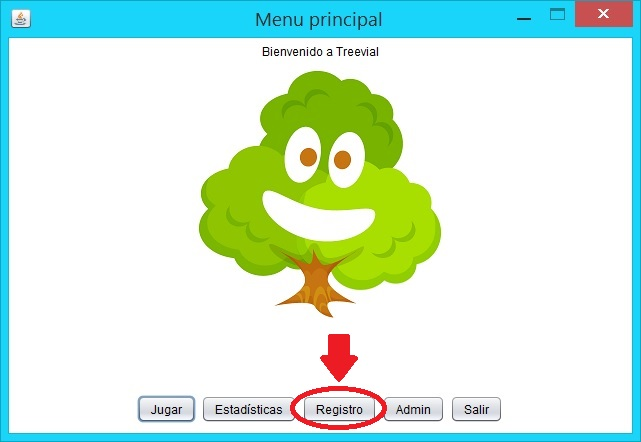 Menu principal
Bienvenido a Treevial
Jugar Estadísticas Registro Admin Salir